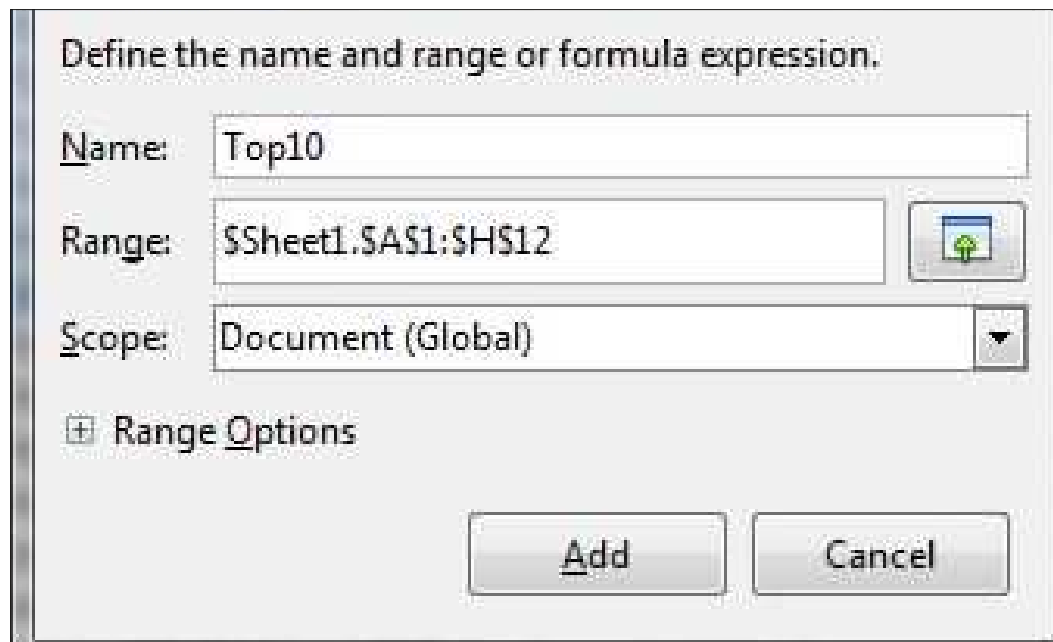 Define the name and range or formula expression.
Name: Top10
Range: $Sheet1.$A$1:$H$12
Scope: Document (Global)
Range Options
Add Cancel